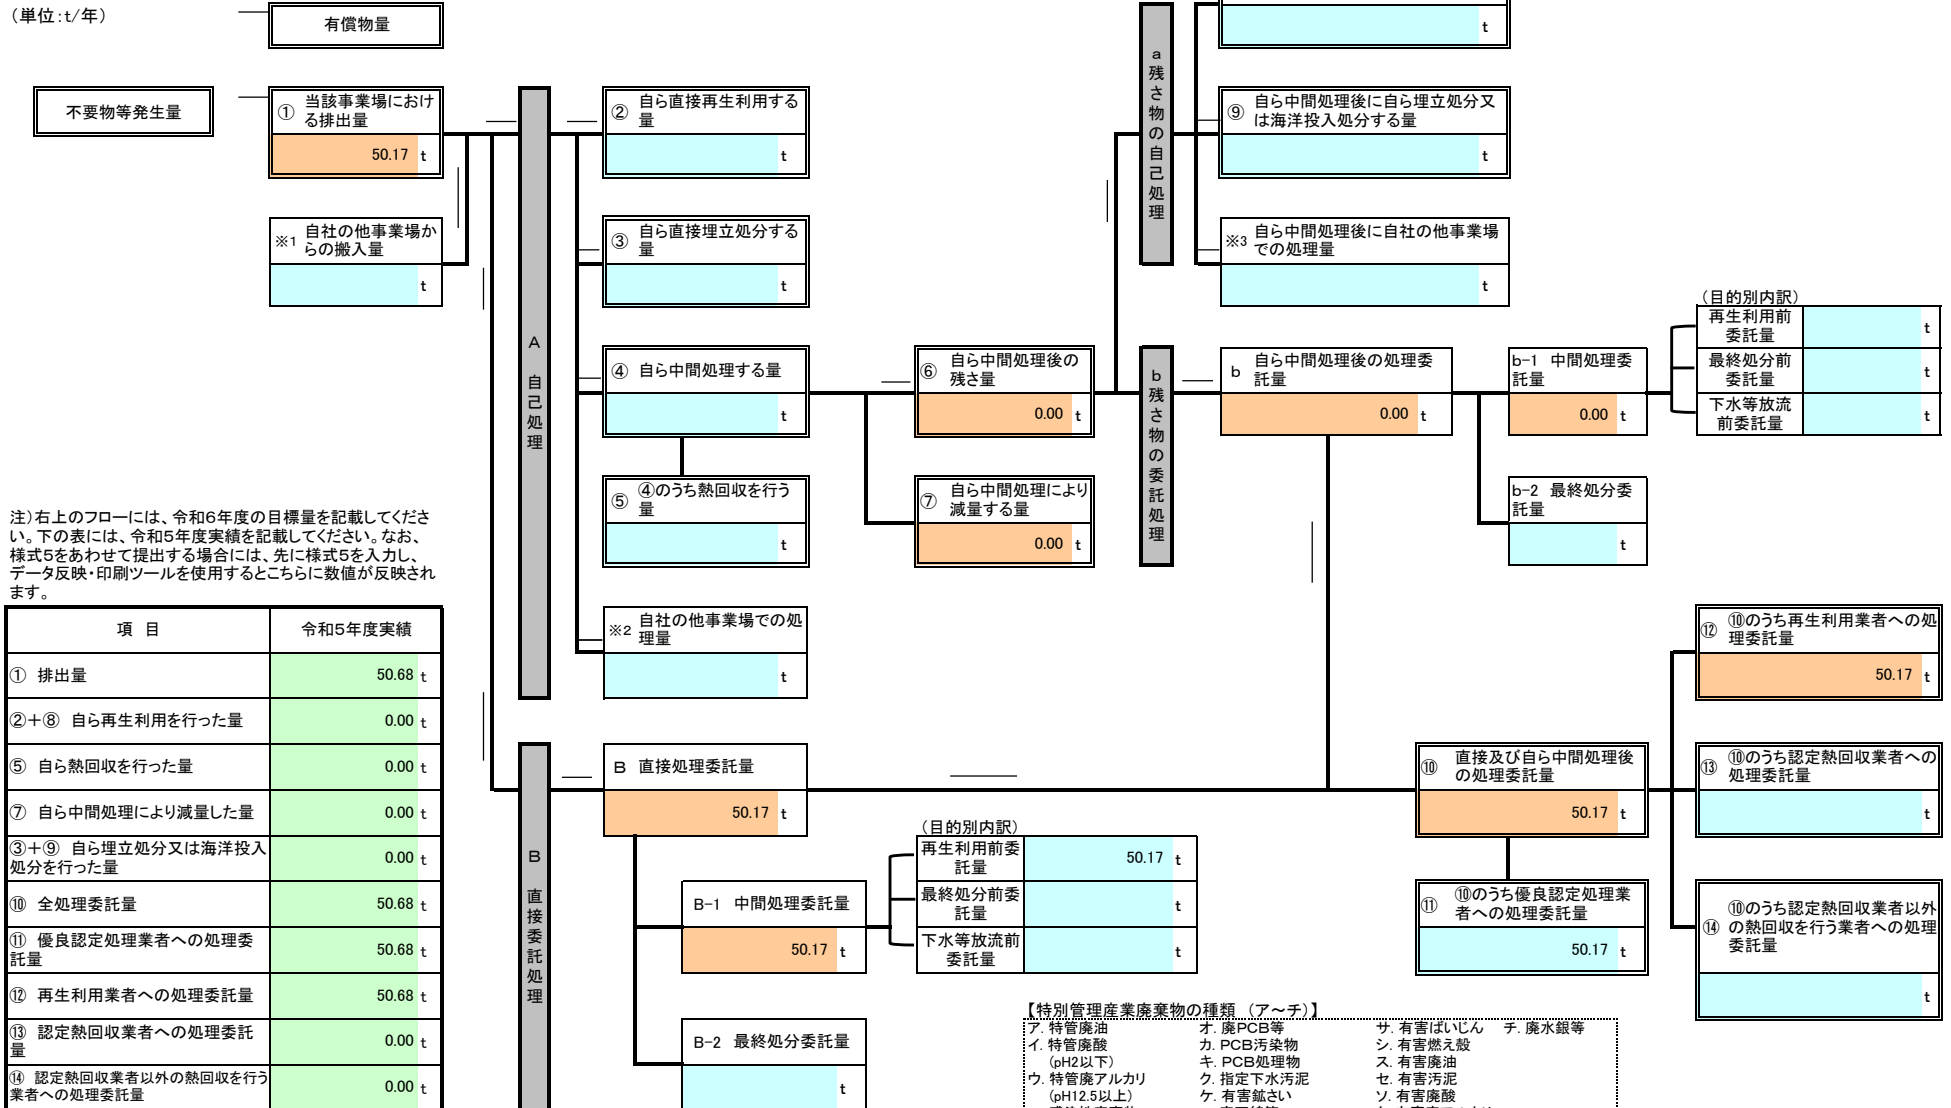 （単位：t/年）
有償物量
不要物等発生量
① 当該事業場におけ
る排出量
50.17 t
※1 自社の他事業場か
らの搬入量
t
A 自己処理
② 自ら直接再生利用する
量
t
③ 自ら直接埋立処分する
量
t
④ 自ら中間処理する量
t
⑤ ④のうち熱回収を行う
量
t
※2 自社の他事業場での処
理量
t
⑥ 自ら中間処理後の
残さ量
0.00 t
⑦ 自ら中間処理により
減量する量
0.00 t
a 残さ物の自己処理
t
⑨ 自ら中間処理後に自ら埋立処分又
は海洋投入処分する量
t
※3 自ら中間処理後に自社の他事業場
での処理量
t
b 残さ物の委託処理
b 自ら中間処理後の処理委
託量
0.00 t
b-1 中間処理委
託量
0.00 t
b-2 最終処分委
託量
t
（目的別内訳）
再生利用前
委託量
t
最終処分前
委託量
t
下水等放流
前委託量
t
注）右上のフローには、令和6年度の目標量を記載してくださ
い。下の表には、令和5年度実績を記載してください。なお、
様式5をあわせて提出する場合には、先に様式5を入力し、
データ反映・印刷ツールを使用するとこちらに数値が反映され
ます。
項 目 令和5年度実績
① 排出量 50.68 t
②＋⑧ 自ら再生利用を行った量 0.00 t
⑤ 自ら熱回収を行った量 0.00 t
⑦ 自ら中間処理により減量した量 0.00 t
③＋⑨ 自ら埋立処分又は海洋投入
処分を行った量 0.00 t
⑩ 全処理委託量 50.68 t
⑪ 優良認定処理業者への処理委
託量 50.68 t
⑫ 再生利用業者への処理委託量 50.68 t
⑬ 認定熱回収業者への処理委託
量 0.00 t
⑭ 認定熱回収業者以外の熱回収を行う
業者への処理委託量 0.00 t
B 直接委託処理
B 直接処理委託量
50.17 t
B-1 中間処理委託量
50.17 t
B-2 最終処分委託量
t
（目的別内訳）
再生利用前委
託量
50.17 t
最終処分前委
託量
t
下水等放流前
委託量
t
⑩ 直接及び自ら中間処理後
の処理委託量
50.17 t
⑪ ⑩のうち優良認定処理業
者への処理委託量
50.17 t
⑫ ⑩のうち再生利用業者への処
理委託量
50.17 t
⑬ ⑩のうち認定熱回収業者への
処理委託量
t
⑭ ⑩のうち認定熱回収業者以外
の熱回収を行う業者への処理
委託量
t
【特別管理産業廃棄物の種類 （ア～チ）】
ア. 特管廃油 オ. 廃PCB等 サ. 有害ばいじん チ. 廃水銀等
イ. 特管廃酸 カ. PCB汚染物 シ. 有害燃え殻
（pH2以下） キ. PCB処理物 ス. 有害廃油
ウ. 特管廃アルカリ ク. 指定下水汚泥 セ. 有害汚泥
（pH12.5以上） ケ. 有害鉱さい ソ. 有害廃酸